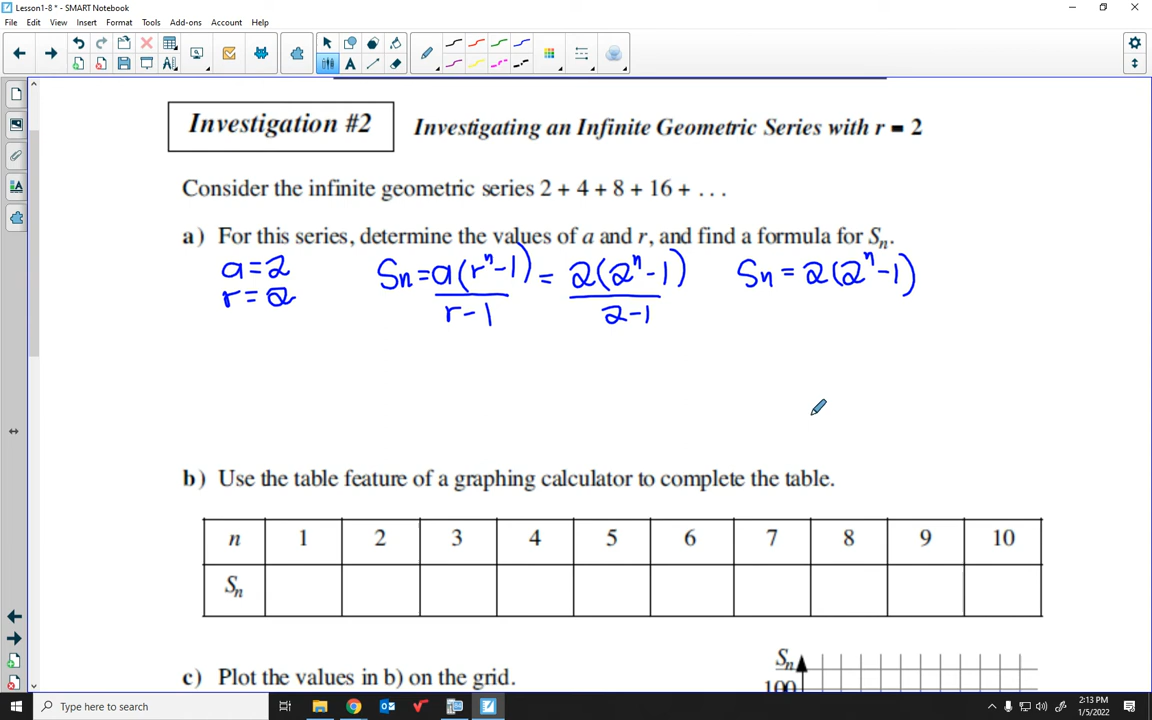 Lesson1-8 * - SMART Notebook
File Edit View Insert Format Tools Add-ons Account Help
Investigation #2
Investigating an Infinite Geometric Series with r = 2
Consider the infinite geometric series 2 + 4 + 8 + 16 + . . .
a) For this series, determine the values of a and r, and find a formula for Sn.
a = 2
r = 2
Sn = a(r^n - 1) / r - 1 = 2(2^n - 1) / 2 - 1
Sn = 2(2^n - 1)
b) Use the table feature of a graphing calculator to complete the table.
n 1 2 3 4 5 6 7 8 9 10
Sn
c) Plot the values in b) on the grid.
Sn
100
Type here to search
2:13 PM
1/5/2022